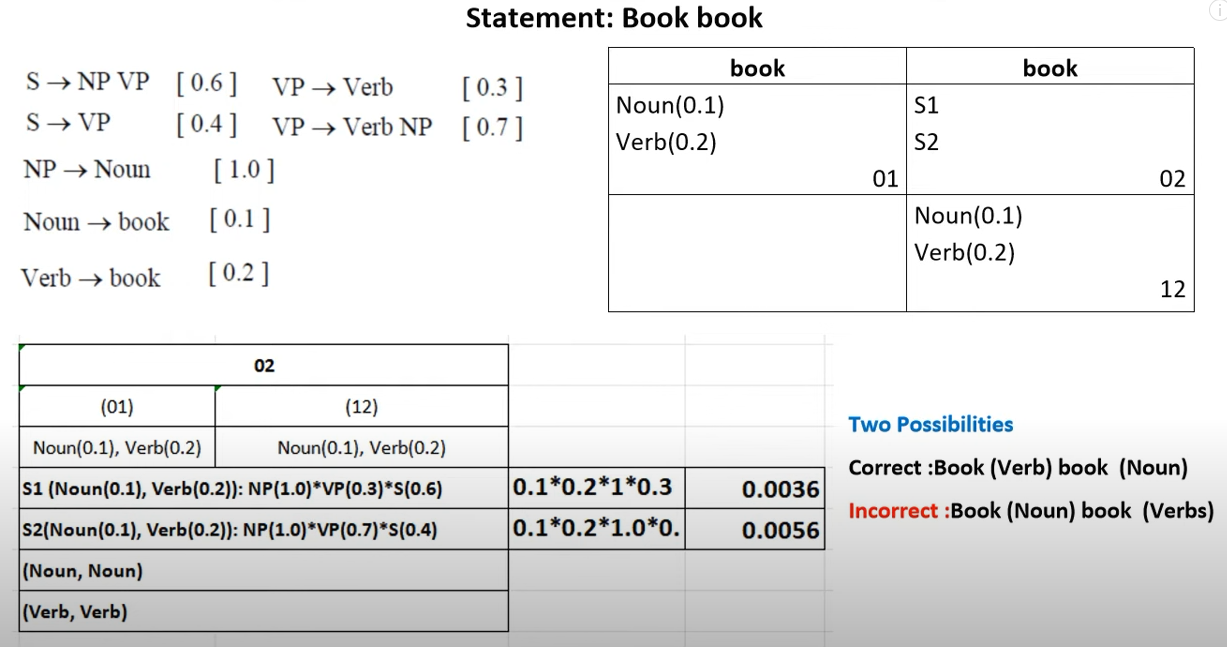 Statement: Book book
S → NP VP [ 0.6 ] VP → Verb [ 0.3 ]
S → VP [ 0.4 ] VP → Verb NP [ 0.7 ]
NP → Noun [ 1.0 ]
Noun → book [ 0.1 ]
Verb → book [ 0.2 ]
book book
Noun(0.1) S1
Verb(0.2) S2
01 02
Noun(0.1)
Verb(0.2)
12
02
(01) (12)
Noun(0.1), Verb(0.2) Noun(0.1), Verb(0.2)
S1 (Noun(0.1), Verb(0.2)): NP(1.0)*VP(0.3)*S(0.6) 0.1*0.2*1*0.3 0.0036
S2(Noun(0.1), Verb(0.2)): NP(1.0)*VP(0.7)*S(0.4) 0.1*0.2*1.0*0. 0.0056
(Noun, Noun)
(Verb, Verb)
Two Possibilities
Correct :Book (Verb) book (Noun)
Incorrect :Book (Noun) book (Verbs)